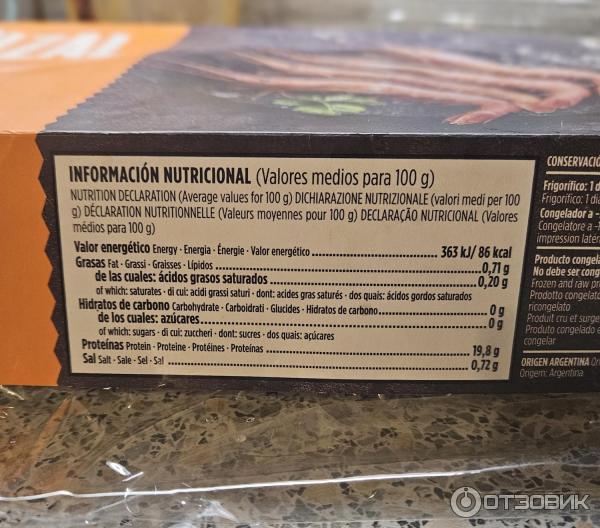 INFORMACIÓN NUTRICIONAL (Valores medios para 100 g)
NUTRITION DECLARATION (Average values for 100 g) DICHIARAZIONE NUTRIZIONALE (valori medi per 100
g) DÉCLARATION NUTRITIONNELLE (Valeurs moyennes pour 100 g) DECLARAÇÃO NUTRICIONAL (Valores
médios para 100 g)
Valor energético Energy · Energia · Énergie · Valor energético 363 kJ/ 86 kcal
Grasas Fat · Grassi · Graisses · Lípidos 0,71 g
de las cuales: ácidos grasos saturados 0,20 g
of which: saturates · di cui: acidi grassi saturi · dont: acides gras saturés · dos quais: ácidos gordos saturados
Hidratos de carbono Carbohydrate · Carboidrati · Glucides · Hidratos de carbono 0 g
de los cuales: azúcares 0 g
of which: sugars · di cui: zuccheri · dont: sucres · dos quais: açúcares
Proteínas Protein · Proteine · Protéines · Proteínas 19,8 g
Sal Salt · Sale · Sel · Sal 0,72 g
CONSERVACIÓ
Frigorífico: 1 d
Frigorifico: 1 dia
Congelador a -
Congelatore a -1
impression latér
Producto congela
No debe ser cong
Frozen and raw pr
Prodotto congelato
ricongelato
Produit cru et surge
Produto congelado e
congelar
ORIGEN ARGENTINA Ori
Origem: Argentina
ОТЗОВИК